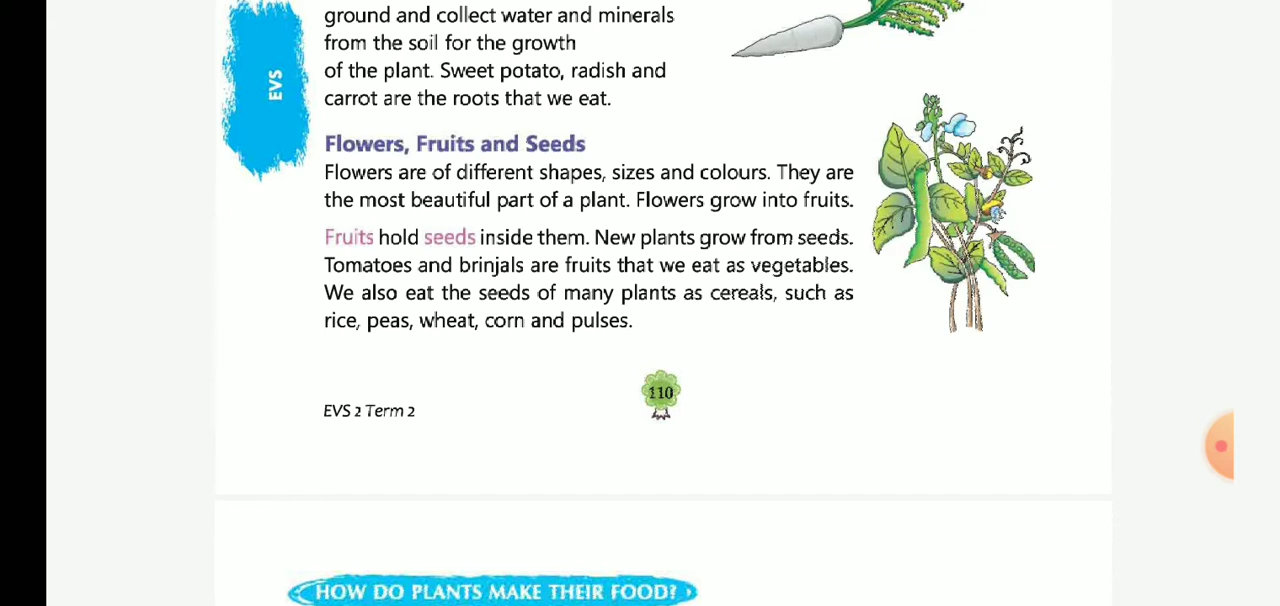 ground and collect water and minerals
from the soil for the growth
of the plant. Sweet potato, radish and
carrot are the roots that we eat.
EVS
Flowers, Fruits and Seeds
Flowers are of different shapes, sizes and colours. They are
the most beautiful part of a plant. Flowers grow into fruits.
Fruits hold seeds inside them. New plants grow from seeds.
Tomatoes and brinjals are fruits that we eat as vegetables.
We also eat the seeds of many plants as cereals, such as
rice, peas, wheat, corn and pulses.
110
EVS 2 Term 2
HOW DO PLANTS MAKE THEIR FOOD?